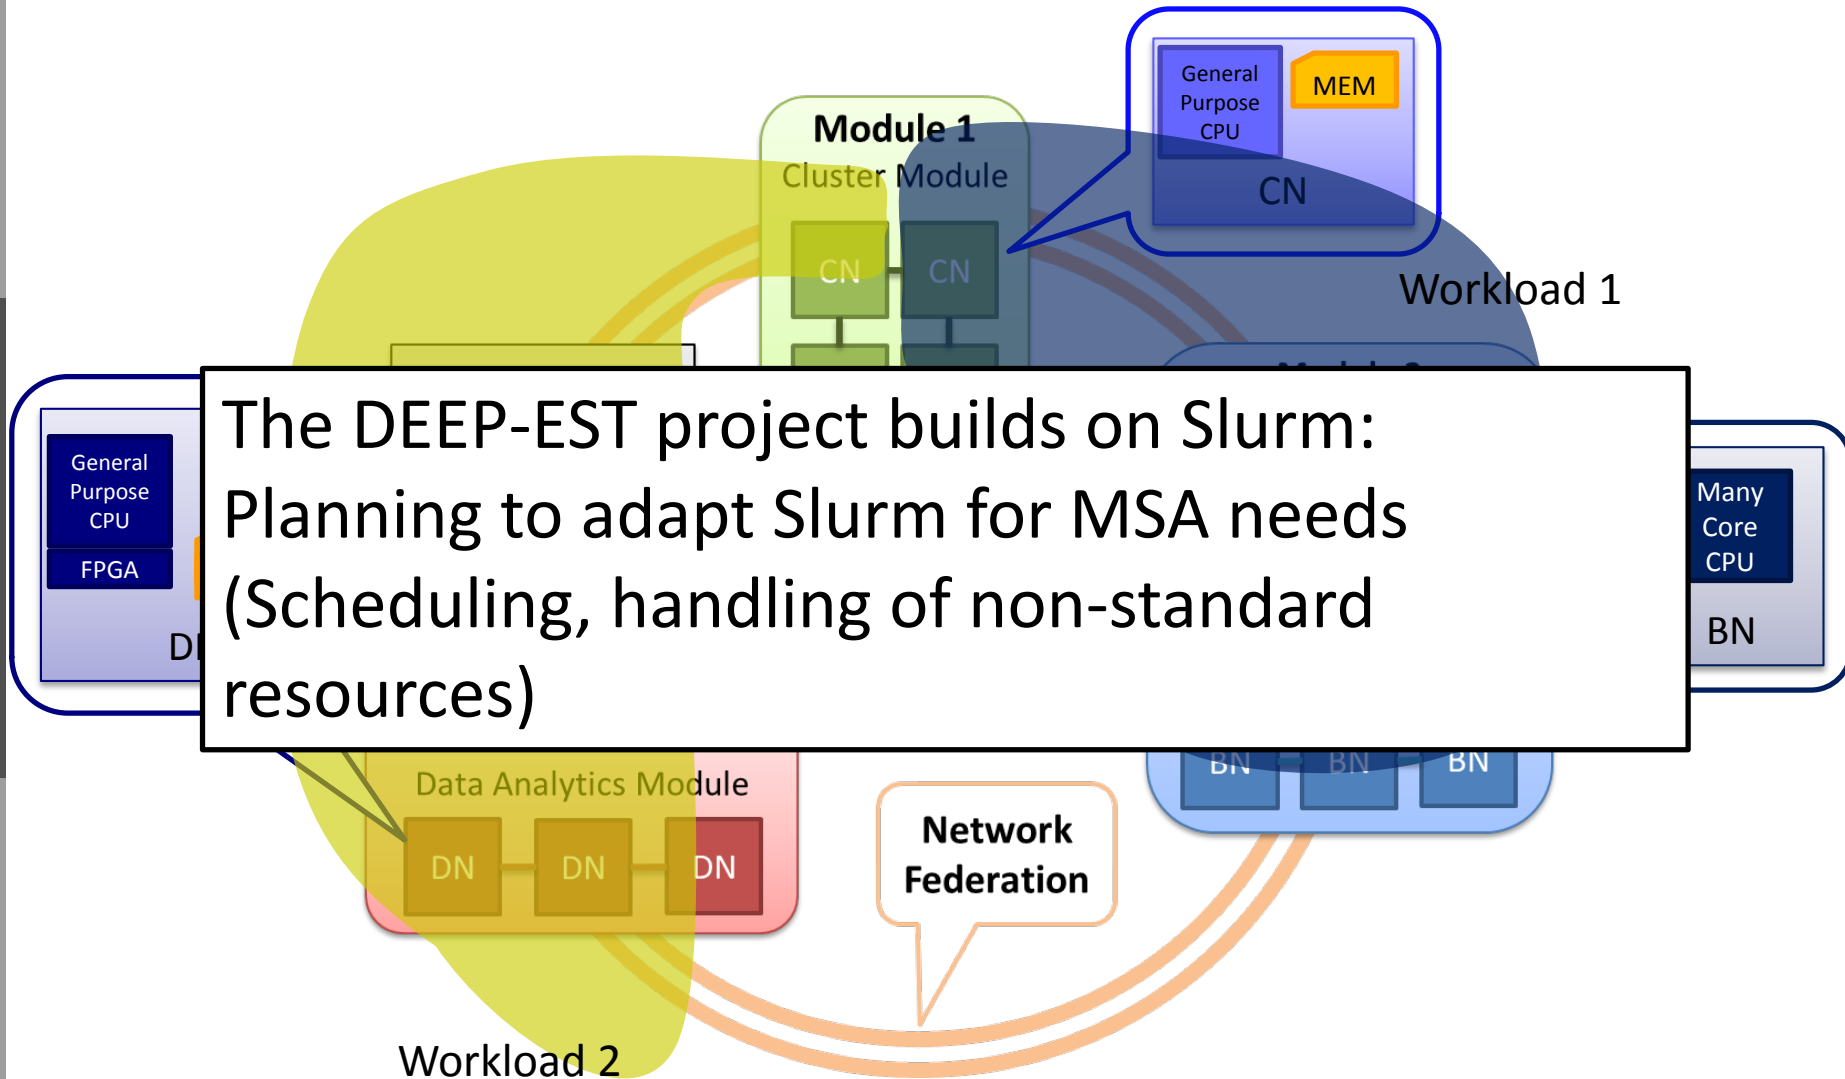 General
Purpose
CPU
MEM
CN
Module 1
Cluster Module
CN
CN
Workload 1
General
Purpose
CPU
FPGA
The DEEP-EST project builds on Slurm:
Planning to adapt Slurm for MSA needs
(Scheduling, handling of non-standard
resources)
Many
Core
CPU
BN
BN
BN
BN
Data Analytics Module
DN
DN
DN
Network
Federation
Workload 2